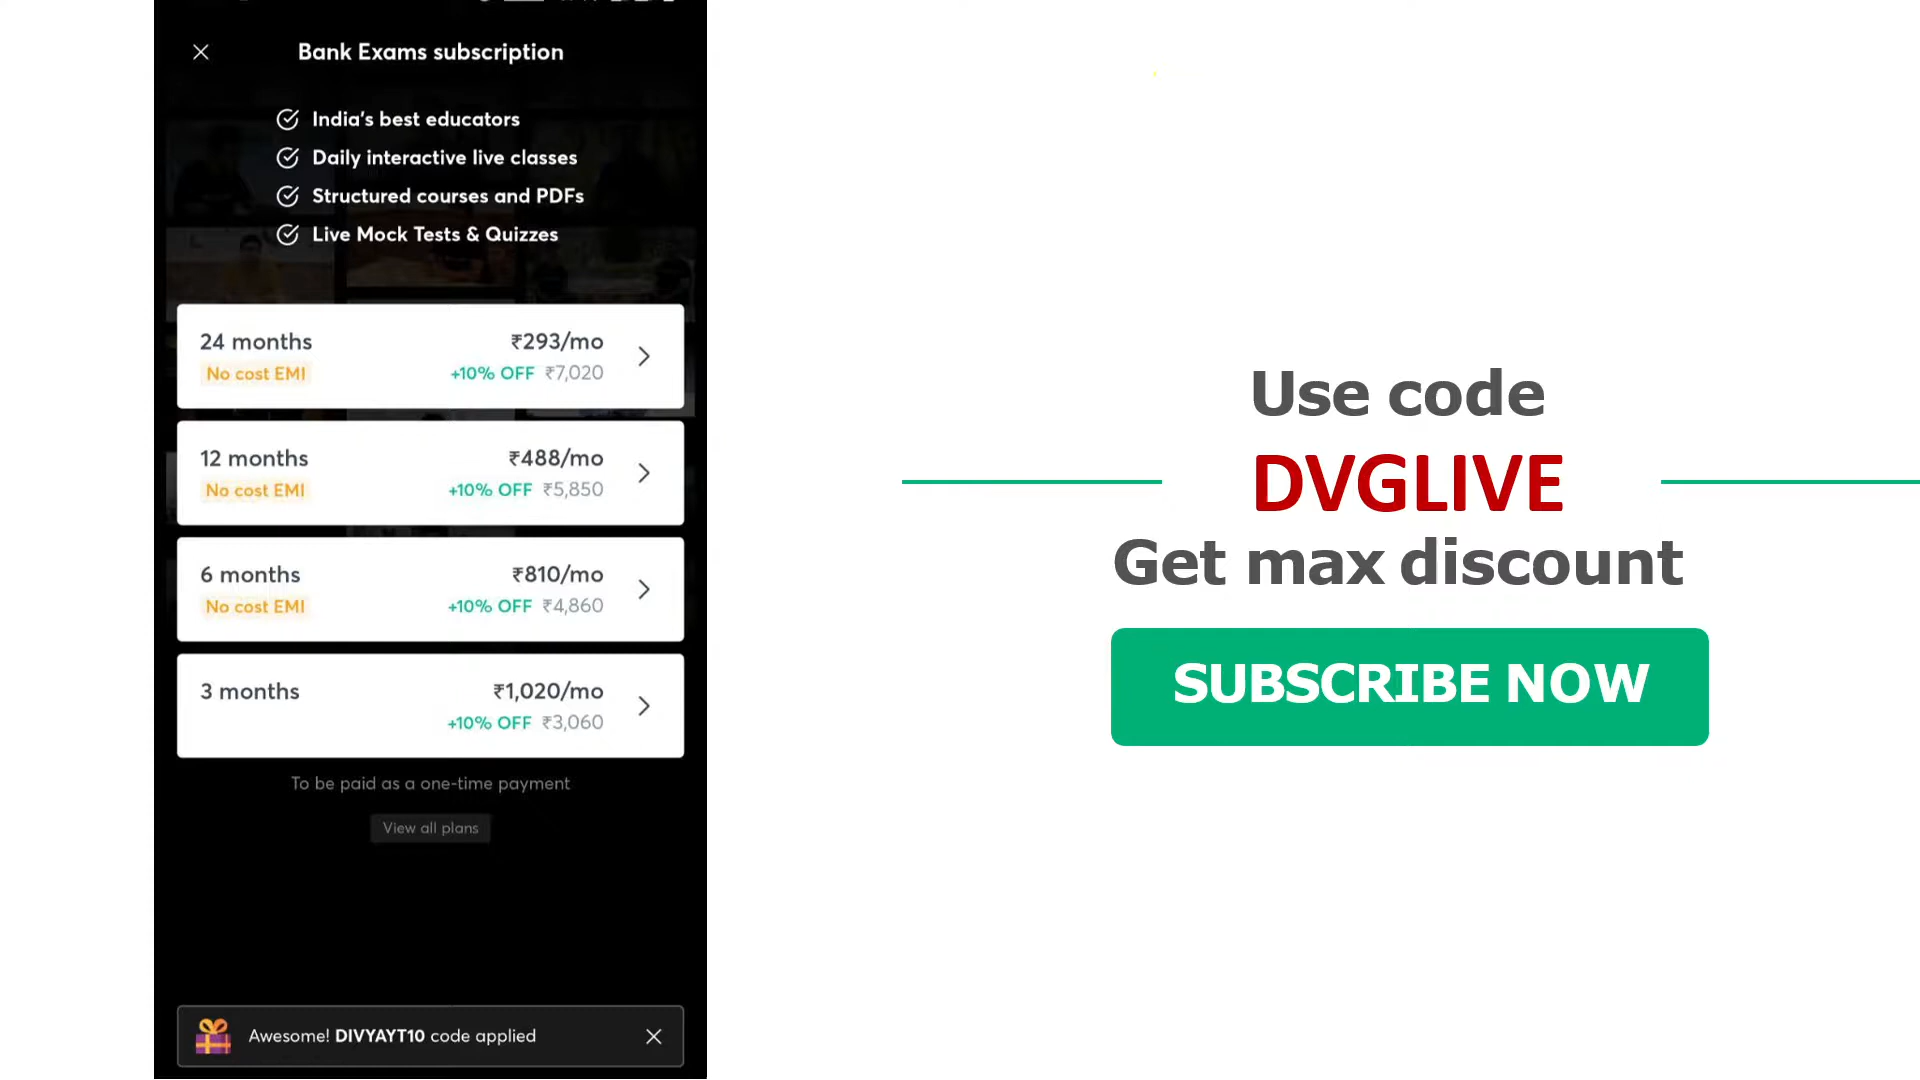 Bank Exams subscription
India's best educators
Daily interactive live classes
Structured courses and PDFs
Live Mock Tests & Quizzes
24 months ₹293/mo
No cost EMI +10% OFF ₹7,020
12 months ₹488/mo
No cost EMI +10% OFF ₹5,850
6 months ₹810/mo
No cost EMI +10% OFF ₹4,860
3 months ₹1,020/mo
+10% OFF ₹3,060
To be paid as a one-time payment
View all plans
Awesome! DIVYAYT10 code applied
Use code
DVGLIVE
Get max discount
SUBSCRIBE NOW